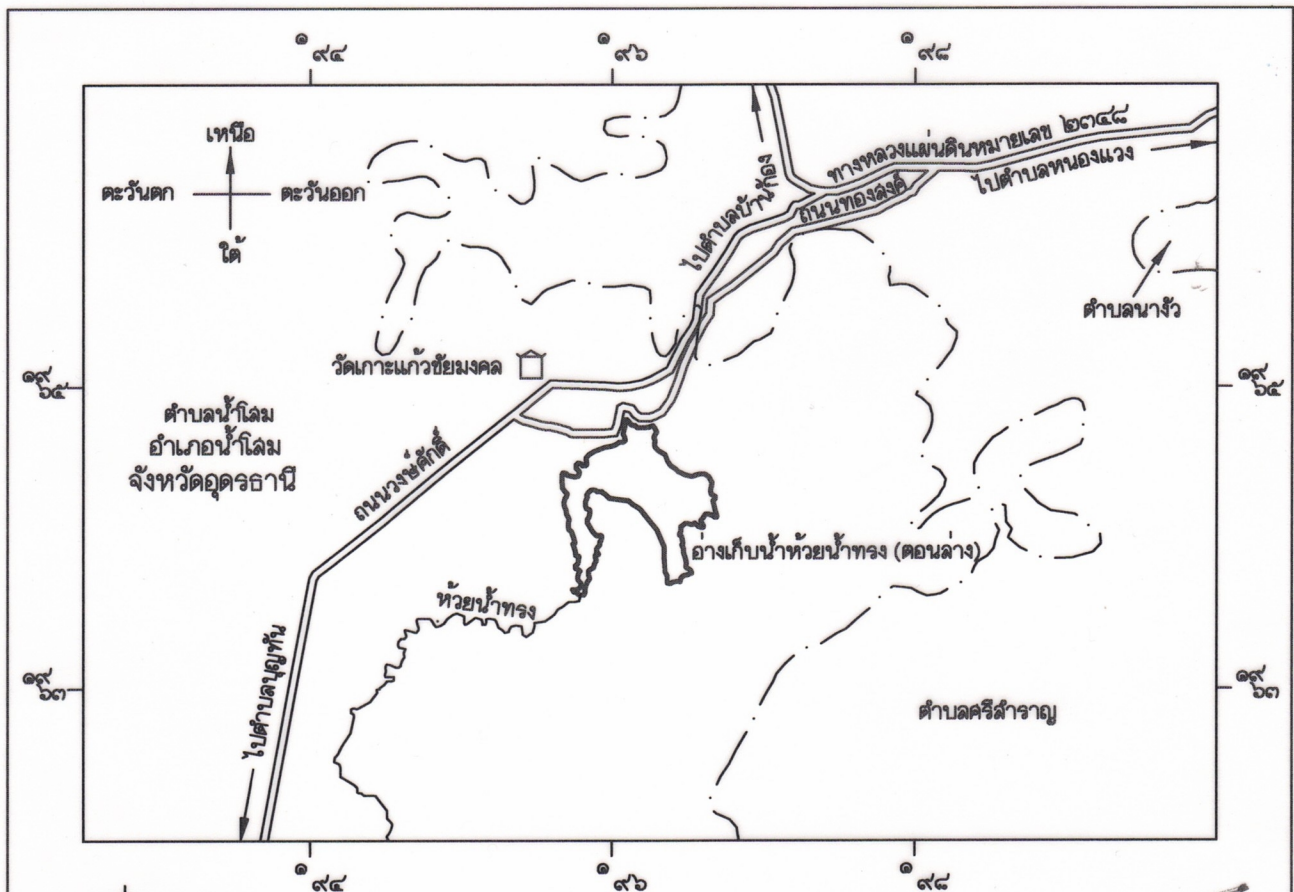 ๑๙๔
๑๙๖
๑๙๘
เหนือ
ตะวันตก
ตะวันออก
ใต้
ทางหลวงแผ่นดินหมายเลข ๒๓๔๘
ไปตำบลหนองแวง
ถนนทองสงค์
ไปตำบลบ้านก้อง
ตำบลนางัว
วัดเกาะแก้วชัยมงคล
๑๙๖๕
๑๙๖๕
ตำบลน้ำโสม
อำเภอน้ำโสม
จังหวัดอุดรธานี
ถนนวงษ์ศักดิ์
อ่างเก็บน้ำห้วยน้ำทรง (ตอนล่าง)
ห้วยน้ำทรง
ไปตำบลบุญทัน
๑๙๖๓
๑๙๖๓
ตำบลศรีสำราญ
๑๙๔
๑๙๖
๑๙๘